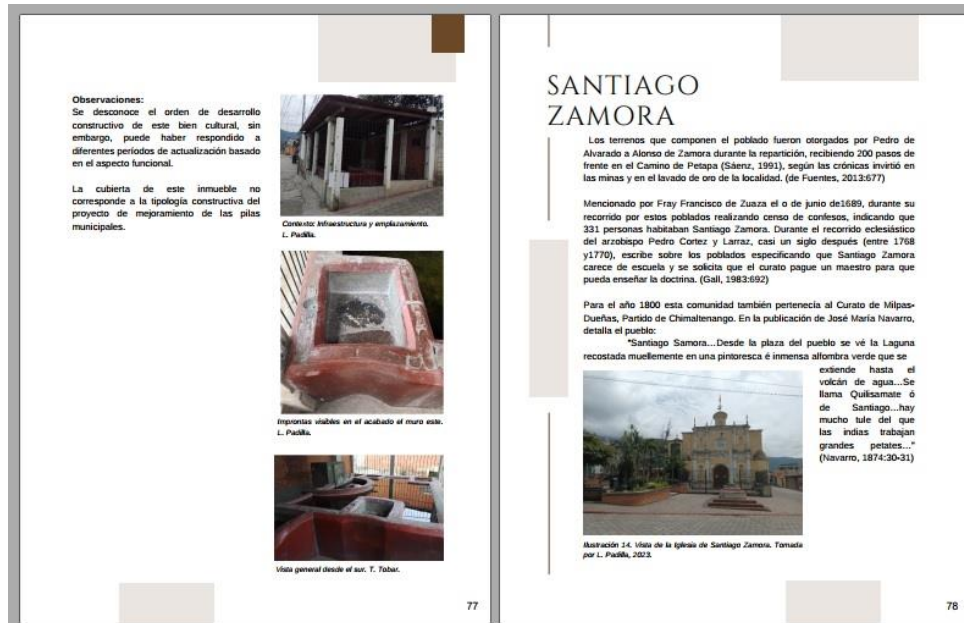 Observaciones:
Se desconoce el orden de desarrollo
constructivo de este bien cultural, sin
embargo, puede haber respondido a
diferentes períodos de actualización basado
en el aspecto funcional.
La cubierta de este inmueble no
corresponde a la tipología constructiva del
proyecto de mejoramiento de las pilas
municipales.
Contexto: Infraestructura y emplazamiento.
L. Padilla.
Improntas visibles en el acabado el muro este.
L. Padilla.
Vista general desde el sur. T. Tobar.
77
SANTIAGO
ZAMORA
Los terrenos que componen el poblado fueron otorgados por Pedro de
Alvarado a Alonso de Zamora durante la repartición, recibiendo 200 pasos de
frente en el Camino de Petapa (Sáenz, 1991), según las crónicas invirtió en
las minas y en el lavado de oro de la localidad. (de Fuentes, 2013:677)
Mencionado por Fray Francisco de Zuaza el o de junio de1689, durante su
recorrido por estos poblados realizando censo de confesos, indicando que
331 personas habitaban Santiago Zamora. Durante el recorrido eclesiástico
del arzobispo Pedro Cortez y Larraz, casi un siglo después (entre 1768
y1770), escribe sobre los poblados especificando que Santiago Zamora
carece de escuela y se solicita que el curato pague un maestro para que
pueda enseñar la doctrina. (Gall, 1983:692)
Para el año 1800 esta comunidad también pertenecía al Curato de Milpas-
Dueñas, Partido de Chimaltenango. En la publicación de José María Navarro,
detalla el pueblo:
"Santiago Samora...Desde la plaza del pueblo se vé la Laguna
recostada muellemente en una pintoresca é inmensa alfombra verde que se
extiende hasta el
volcán de agua...Se
llama Quilisamate ó
de Santiago...hay
mucho tule del que
las indias trabajan
grandes petates..."
(Navarro, 1874:30-31)
Ilustración 14. Vista de la Iglesia de Santiago Zamora. Tomada
por L. Padilla, 2023.
78